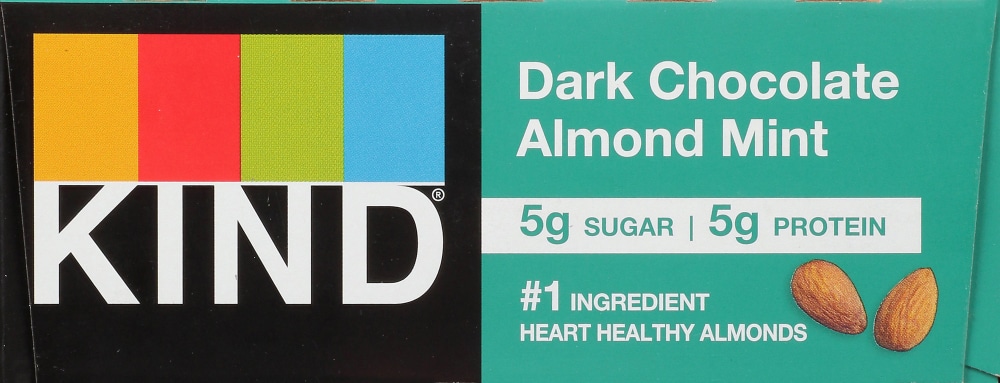 KIND®
Dark Chocolate
Almond Mint
5g SUGAR | 5g PROTEIN
#1 INGREDIENT
HEART HEALTHY ALMONDS